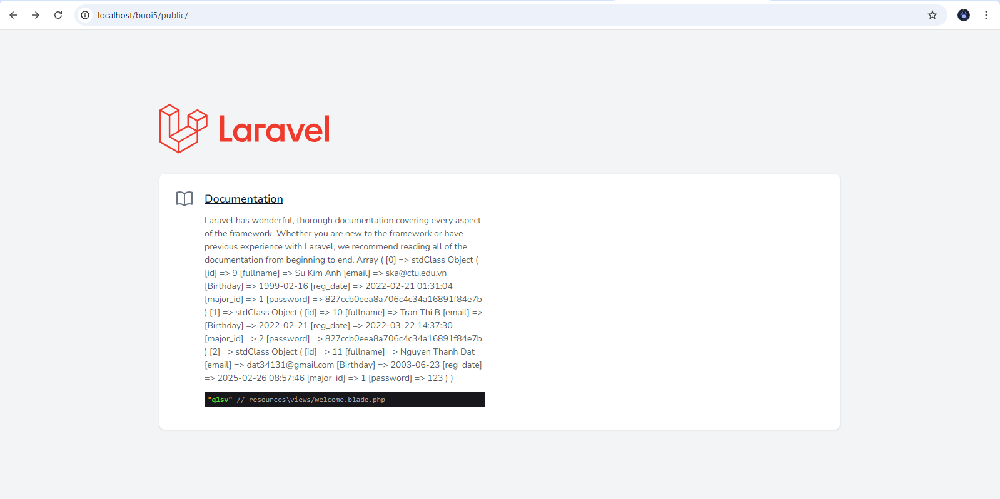 localhost/buoi5/public/
Laravel
Documentation
Laravel has wonderful, thorough documentation covering every aspect
of the framework. Whether you are new to the framework or have
previous experience with Laravel, we recommend reading all of the
documentation from beginning to end. Array ( [0] => stdClass Object (
[id] => 9 [fullname] => Su Kim Anh [email] => ska@ctu.edu.vn
[Birthday] => 1999-02-16 [reg_date] => 2022-02-21 01:31:04
[major_id] => 1 [password] => 827ccb0eea8a706c4c34a16891f84e7b
) [1] => stdClass Object ( [id] => 10 [fullname] => Tran Thi B [email] =>
[Birthday] => 2022-02-21 [reg_date] => 2022-03-22 14:37:30
[major_id] => 2 [password] => 827ccb0eea8a706c4c34a16891f84e7b
) [2] => stdClass Object ( [id] => 11 [fullname] => Nguyen Thanh Dat
[email] => dat34131@gmail.com [Birthday] => 2003-06-23 [reg_date]
=> 2025-02-26 08:57:46 [major_id] => 1 [password] => 123 ) )
"qlsv" // resources\views/welcome.blade.php